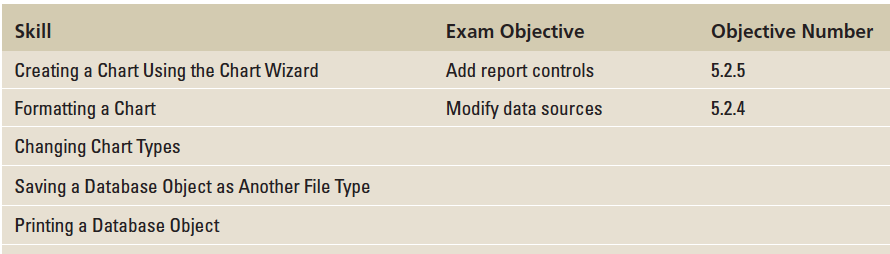 Skill Exam Objective Objective Number
Creating a Chart Using the Chart Wizard Add report controls 5.2.5
Formatting a Chart Modify data sources 5.2.4
Changing Chart Types
Saving a Database Object as Another File Type
Printing a Database Object